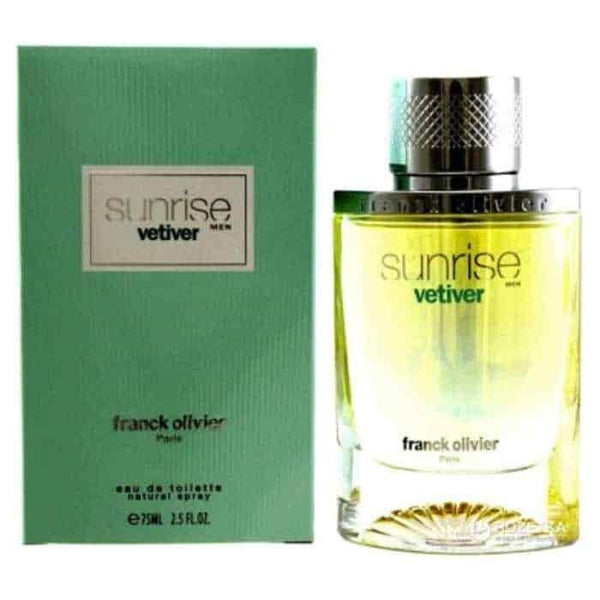 sunrise
MEN
vetiver
franck olivier
Paris
eau de toilette
natural spray
e75ML 2.5 FL.OZ.
franck olivier
sunrise
MEN
vetiver
franck olivier
Paris